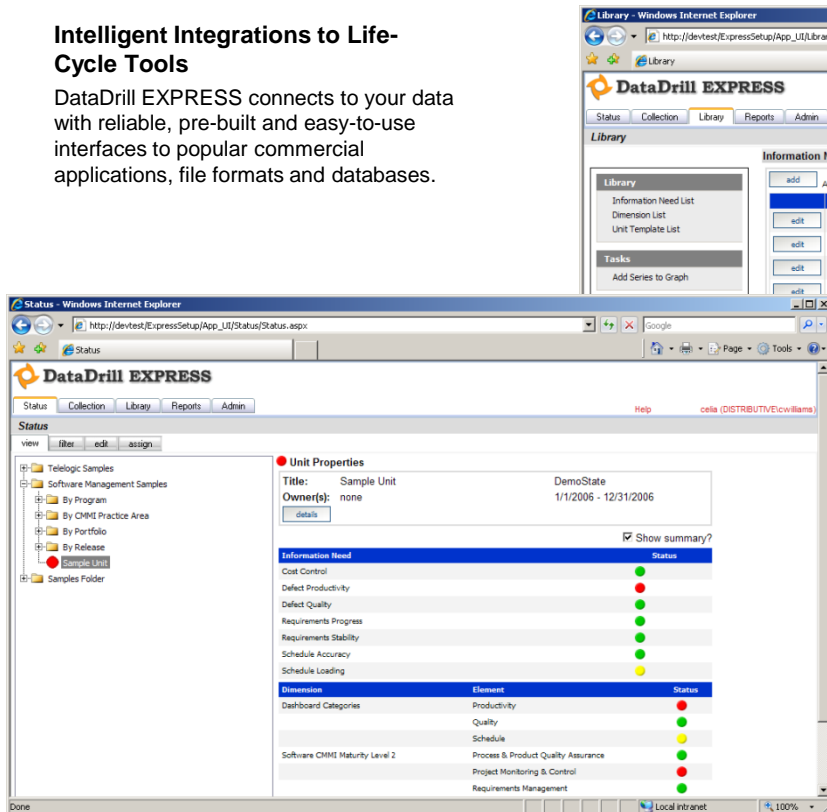 Intelligent Integrations to Life-
Cycle Tools
DataDrill EXPRESS connects to your data
with reliable, pre-built and easy-to-use
interfaces to popular commercial
applications, file formats and databases.
Library - Windows Internet Explorer
http://devtest/ExpressSetup/App_UI/Librar
Library
DataDrill EXPRESS
Status Collection Library Reports Admin
Library
Information
add
Library
Information Need List
Dimension List
Unit Template List
edit
edit
Tasks
Add Series to Graph
edit
edit
Status - Windows Internet Explorer
http://devtest/ExpressSetup/App_UI/Status/Status.aspx
Google
Status
Page Tools
DataDrill EXPRESS
Status Collection Library Reports Admin
Help celia (DISTRIBUTIVE\cwilliams)
Status
view filter edit assign
Telelogic Samples
Software Management Samples
By Program
By CMMI Practice Area
By Portfolio
By Release
Sample Unit
Samples Folder
Unit Properties
Title: Sample Unit DemoState
Owner(s): none 1/1/2006 - 12/31/2006
details
Show summary?
Information Need Status
Cost Control
Defect Productivity
Defect Quality
Requirements Progress
Requirements Stability
Schedule Accuracy
Schedule Loading
Dimension Element Status
Dashboard Categories Productivity
Quality
Schedule
Software CMMI Maturity Level 2 Process & Product Quality Assurance
Project Monitoring & Control
Requirements Management
Done Local intranet 100%